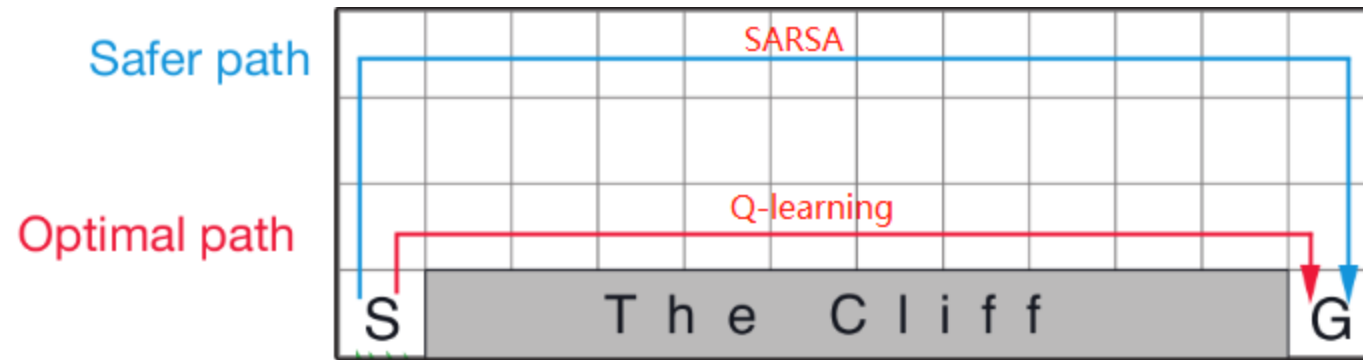 SARSA
Safer path
Q-learning
Optimal path
S
The Cliff
G